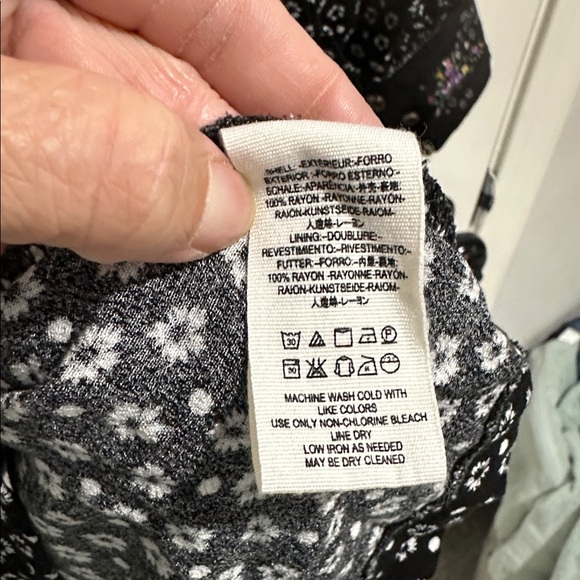 SHELL:-EXTERIEUR:-FORRO
EXTERIOR:-FORRO ESTERNO:-
SCHALE:-APARÊNCIA:-外壳:-表地:
100% RAYON -RAYONNE-RAYÓN-
RAION-KUNSTSEIDE-RAIOM-
人造絲-レーヨン
LINING:-DOUBLURE:-
REVESTIMIENTO:-RIVESTIMENTO:-
FUTTER:-FORRO:-内里:-裏地:
100% RAYON -RAYONNE-RAYÓN-
RAION-KUNSTSEIDE-RAIOM-
人造絲-レーヨン
30 P
30
MACHINE WASH COLD WITH
LIKE COLORS
USE ONLY NON-CHLORINE BLEACH
LINE DRY
LOW IRON AS NEEDED
MAY BE DRY CLEANED